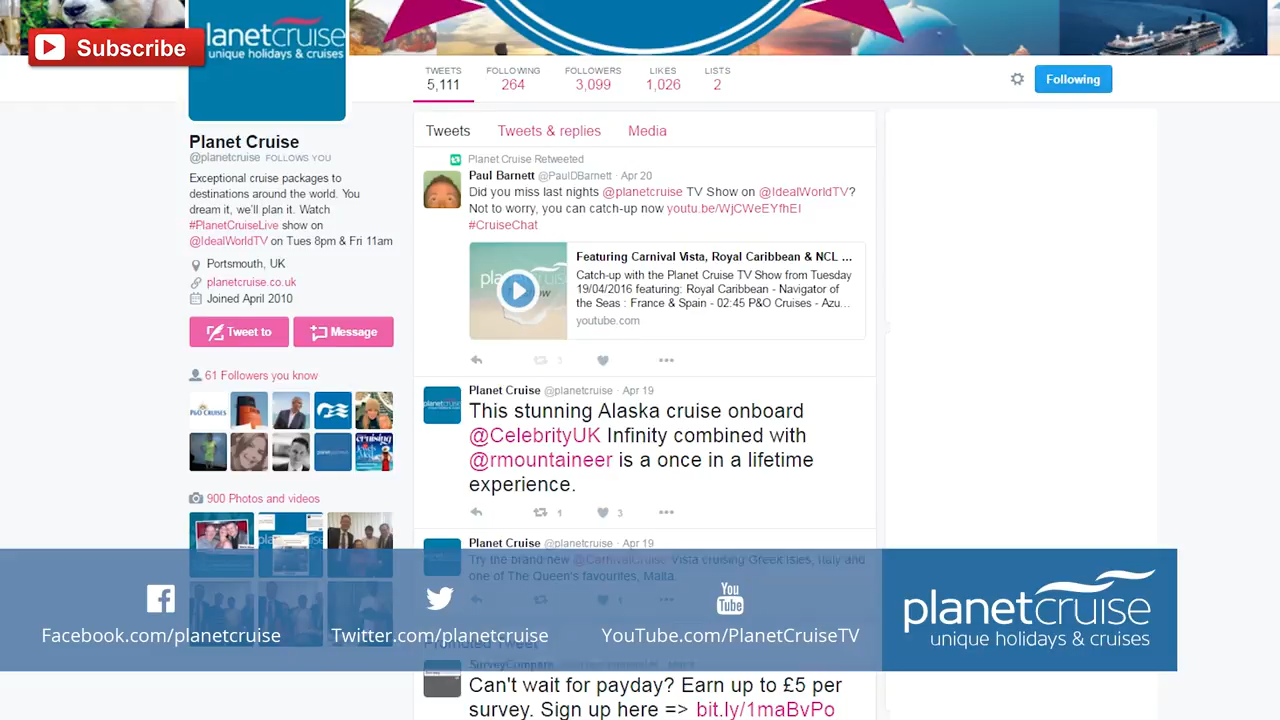 Subscribe
planetcruise
unique holidays & cruises
TWEETS
5,111
FOLLOWING
264
FOLLOWERS
3,099
LIKES
1,026
LISTS
2
Following
Planet Cruise
@planetcruise FOLLOWS YOU
Exceptional cruise packages to
destinations around the world. You
dream it, we'll plan it. Watch
#PlanetCruiseLive show on
@IdealWorldTV on Tues 8pm & Fri 11am
Portsmouth, UK
planetcruise.co.uk
Joined April 2010
Tweet to
Message
61 Followers you know
P&O CRUISES
900 Photos and videos
Tweets
Tweets & replies
Media
Planet Cruise Retweeted
Paul Barnett @PaulDBarnett · Apr 20
Did you miss last nights @planetcruise TV Show on @IdealWorldTV?
Not to worry, you can catch-up now youtu.be/WjCWeEYfhEI
#CruiseChat
Featuring Carnival Vista, Royal Caribbean & NCL ...
Catch-up with the Planet Cruise TV Show from Tuesday
19/04/2016 featuring: Royal Caribbean - Navigator of
the Seas : France & Spain - 02:45 P&O Cruises - Azu...
youtube.com
3
Planet Cruise @planetcruise · Apr 19
This stunning Alaska cruise onboard
@CelebrityUK Infinity combined with
@rmountaineer is a once in a lifetime
experience.
1
3
Planet Cruise @planetcruise · Apr 19
Try the brand new @CarnivalCruise Vista cruising Greek Isles, Italy and
one of The Queen's favourites, Malta.
1
Promoted Tweet
SurveyCompare
Can't wait for payday? Earn up to £5 per
survey. Sign up here => bit.ly/1maBvPo
Facebook.com/planetcruise
Twitter.com/planetcruise
You
Tube
YouTube.com/PlanetCruiseTV
planetcruise
unique holidays & cruises